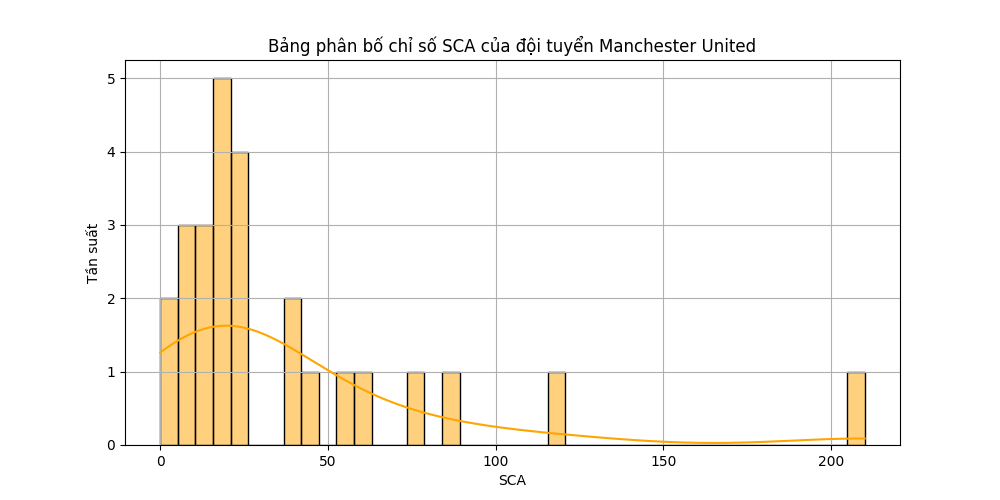 Bảng phân bố chỉ số SCA của đội tuyển Manchester United
Tần suất
5
4
3
2
1
0
0 50 100 150 200
SCA